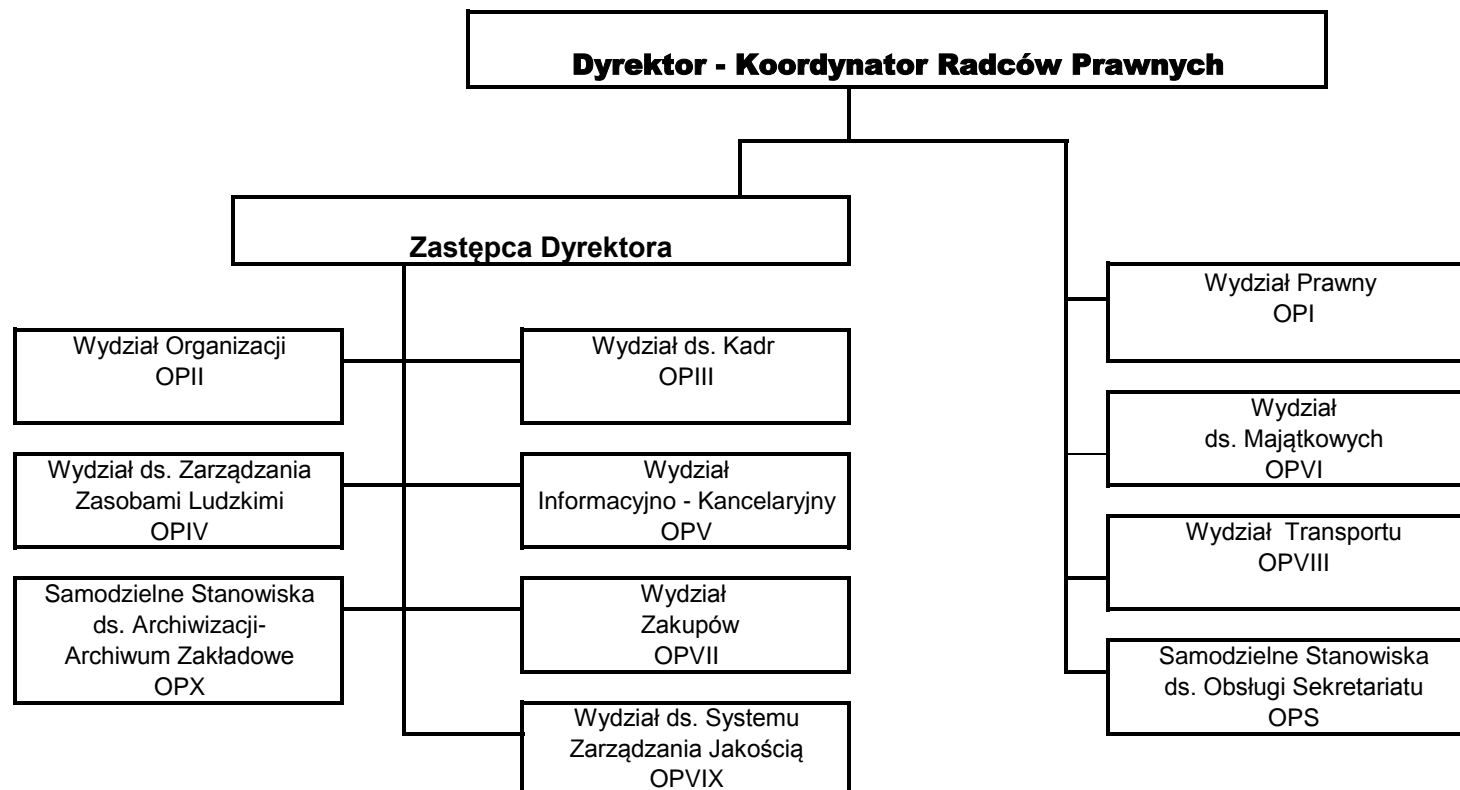 Dyrektor - Koordynator Radców Prawnych
Zastępca Dyrektora
Wydział Organizacji
OPII
Wydział ds. Kadr
OPIII
Wydział ds. Zarządzania
Zasobami Ludzkimi
OPIV
Wydział
Informacyjno - Kancelaryjny
OPV
Samodzielne Stanowiska
ds. Archiwizacji-
Archiwum Zakładowe
OPX
Wydział
Zakupów
OPVII
Wydział ds. Systemu
Zarządzania Jakością
OPVIX
Wydział Prawny
OPI
Wydział
ds. Majątkowych
OPVI
Wydział  Transportu
OPVIII
Samodzielne Stanowiska
ds. Obsługi Sekretariatu
OPS